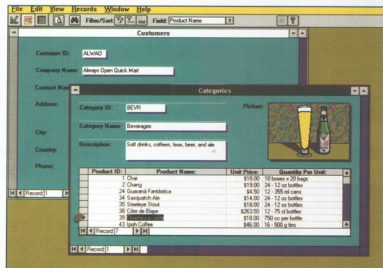 File Edit View Records Window Help
Filter/Sort: Field: Product Name
Customers
Customer ID: ALWAO
Company Name: Always Open Quick Mart
Contact Nam
Address:
City:
Country:
Phone:
Record: 1
Categories
Category ID: BEVR
Picture:
Category Name: Beverages
Description: Soft drinks, coffees, teas, beer, and ale
Product ID: Product Name: Unit Price: Quantity Per Unit:
1 Chai $18.00 10 boxes x 20 bags
2 Chang $19.00 24 - 12 oz bottles
24 Guaraná Fantástica $4.50 12 - 355 ml cans
34 Sasquatch Ale $14.00 24 - 12 oz bottles
35 Steeleye Stout $18.00 24 - 12 oz bottles
38 Côte de Blaye $263.50 12 - 75 cl bottles
39 $18.00 750 cc per bottle
43 Ipoh Coffee $46.00 16 - 500 g tins
Record: 7
Record: 1